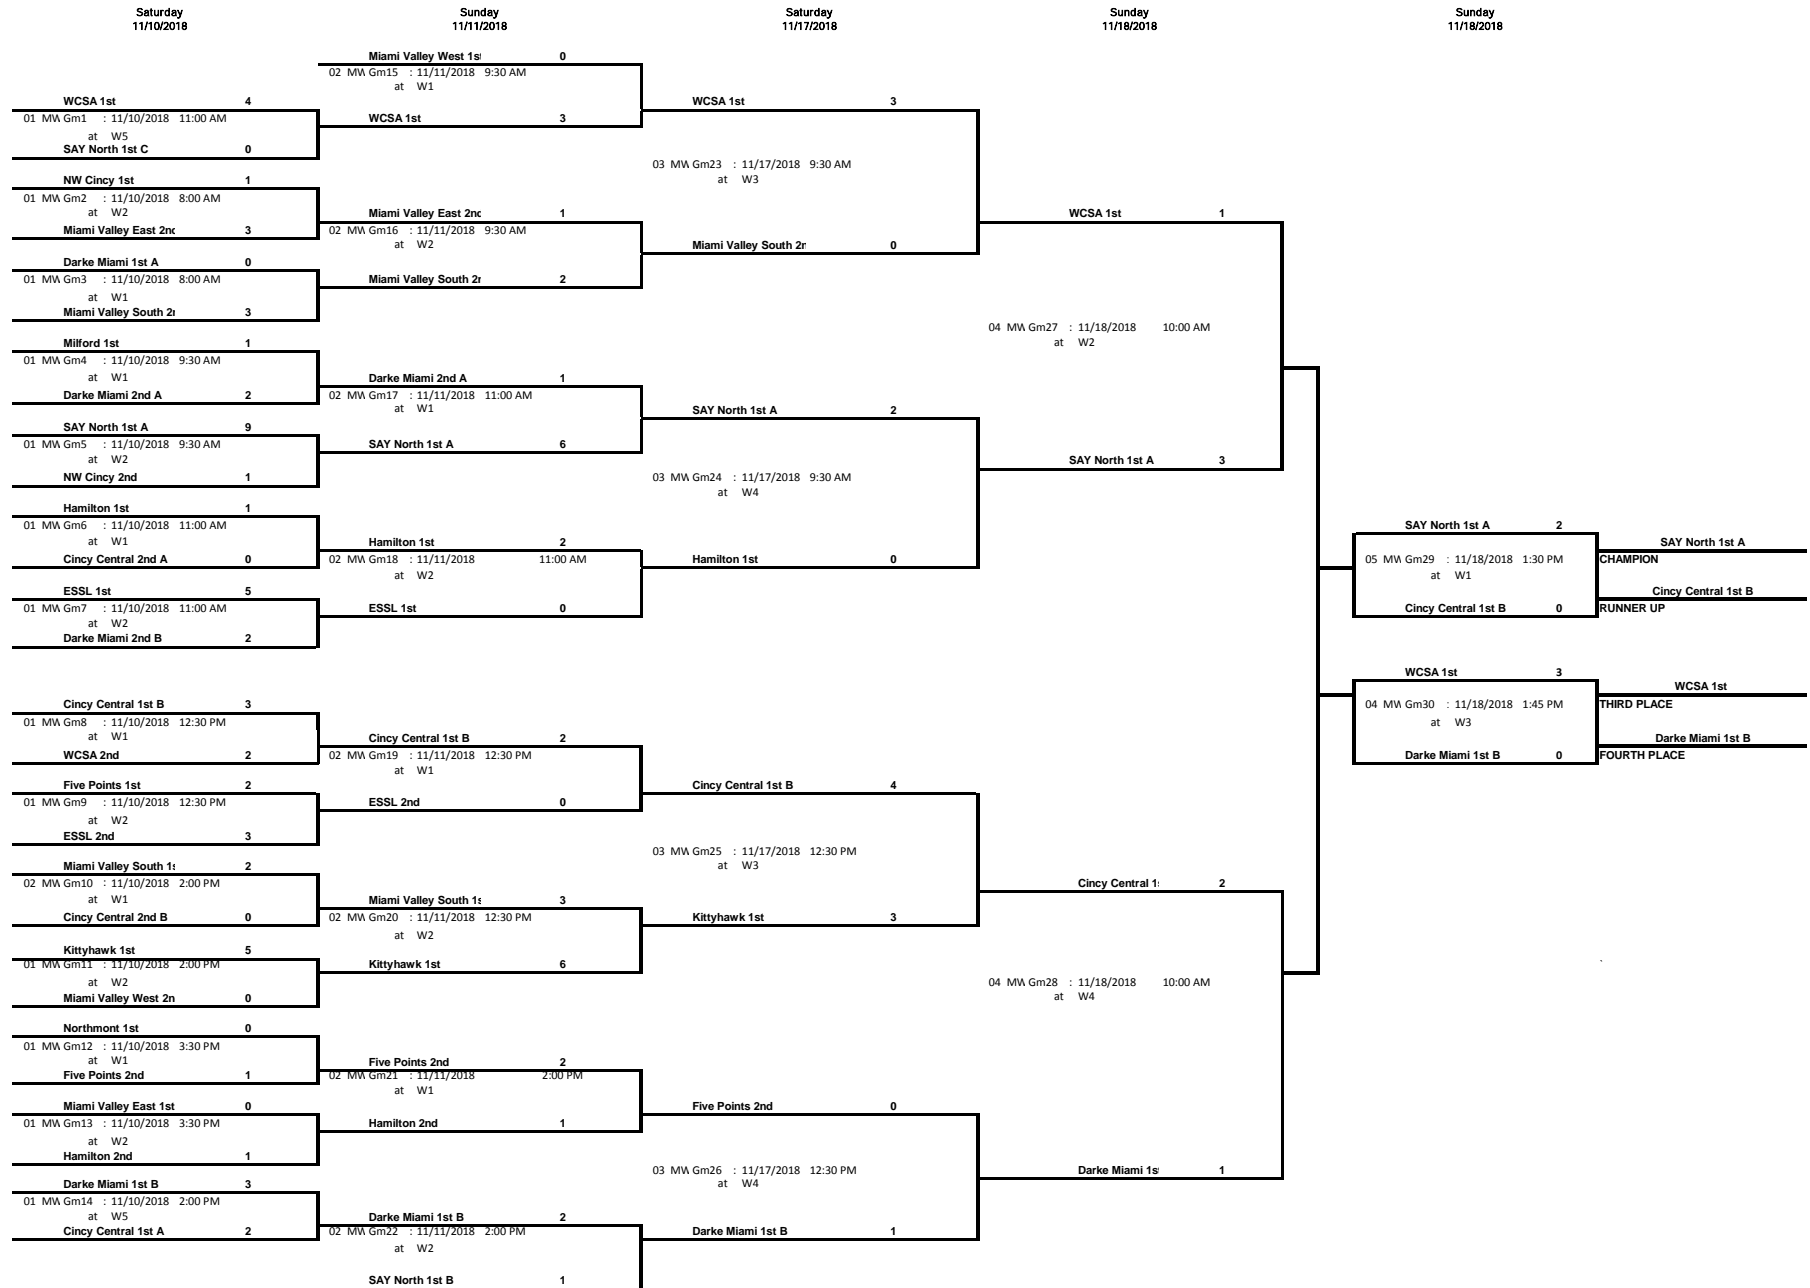 Saturday
11/10/2018
Sunday
11/11/2018
Saturday
11/17/2018
Sunday
11/18/2018
Sunday
11/18/2018
WCSA 1st 4
01 MW Gm1 : 11/10/2018 11:00 AM
at W5
SAY North 1st C 0
NW Cincy 1st 1
01 MW Gm2 : 11/10/2018 8:00 AM
at W2
Miami Valley East 2nd 3
Darke Miami 1st A 0
01 MW Gm3 : 11/10/2018 8:00 AM
at W1
Miami Valley South 2n 3
Milford 1st 1
01 MW Gm4 : 11/10/2018 9:30 AM
at W1
Darke Miami 2nd A 2
SAY North 1st A 9
01 MW Gm5 : 11/10/2018 9:30 AM
at W2
NW Cincy 2nd 1
Hamilton 1st 1
01 MW Gm6 : 11/10/2018 11:00 AM
at W1
Cincy Central 2nd A 0
ESSL 1st 5
01 MW Gm7 : 11/10/2018 11:00 AM
at W2
Darke Miami 2nd B 2
Cincy Central 1st B 3
01 MW Gm8 : 11/10/2018 12:30 PM
at W1
WCSA 2nd 2
Five Points 1st 2
01 MW Gm9 : 11/10/2018 12:30 PM
at W2
ESSL 2nd 3
Miami Valley South 1s 2
02 MW Gm10 : 11/10/2018 2:00 PM
at W1
Cincy Central 2nd B 0
Kittyhawk 1st 5
01 MW Gm11 : 11/10/2018 2:00 PM
at W2
Miami Valley West 2n 0
Northmont 1st 0
01 MW Gm12 : 11/10/2018 3:30 PM
at W1
Five Points 2nd 1
Miami Valley East 1st 0
01 MW Gm13 : 11/10/2018 3:30 PM
at W2
Hamilton 2nd 1
Darke Miami 1st B 3
01 MW Gm14 : 11/10/2018 2:00 PM
at W5
Cincy Central 1st A 2
Miami Valley West 1st 0
02 MW Gm15 : 11/11/2018 9:30 AM
at W1
WCSA 1st 3
Miami Valley East 2nd 1
02 MW Gm16 : 11/11/2018 9:30 AM
at W2
Miami Valley South 2n 2
Darke Miami 2nd A 1
02 MW Gm17 : 11/11/2018 11:00 AM
at W1
SAY North 1st A 6
Hamilton 1st 2
02 MW Gm18 : 11/11/2018 11:00 AM
at W2
ESSL 1st 0
Cincy Central 1st B 2
02 MW Gm19 : 11/11/2018 12:30 PM
at W1
ESSL 2nd 0
Miami Valley South 1s 3
02 MW Gm20 : 11/11/2018 12:30 PM
at W2
Kittyhawk 1st 6
Five Points 2nd 2
02 MW Gm21 : 11/11/2018 2:00 PM
at W1
Hamilton 2nd 1
Darke Miami 1st B 2
02 MW Gm22 : 11/11/2018 2:00 PM
at W2
SAY North 1st B 1
WCSA 1st 3
03 MW Gm23 : 11/17/2018 9:30 AM
at W3
Miami Valley South 2n 0
SAY North 1st A 2
03 MW Gm24 : 11/17/2018 9:30 AM
at W4
Hamilton 1st 0
Cincy Central 1st B 4
03 MW Gm25 : 11/17/2018 12:30 PM
at W3
Kittyhawk 1st 3
Five Points 2nd 0
03 MW Gm26 : 11/17/2018 12:30 PM
at W4
Darke Miami 1st B 1
WCSA 1st 1
04 MW Gm27 : 11/18/2018 10:00 AM
at W2
SAY North 1st A 3
Cincy Central 1s 2
04 MW Gm28 : 11/18/2018 10:00 AM
at W4
Darke Miami 1s 1
SAY North 1st A 2
05 MW Gm29 : 11/18/2018 1:30 PM
at W1
Cincy Central 1st B 0
WCSA 1st 3
04 MW Gm30 : 11/18/2018 1:45 PM
at W3
Darke Miami 1st B 0
SAY North 1st A
CHAMPION
Cincy Central 1st B
RUNNER UP
WCSA 1st
THIRD PLACE
Darke Miami 1st B
FOURTH PLACE